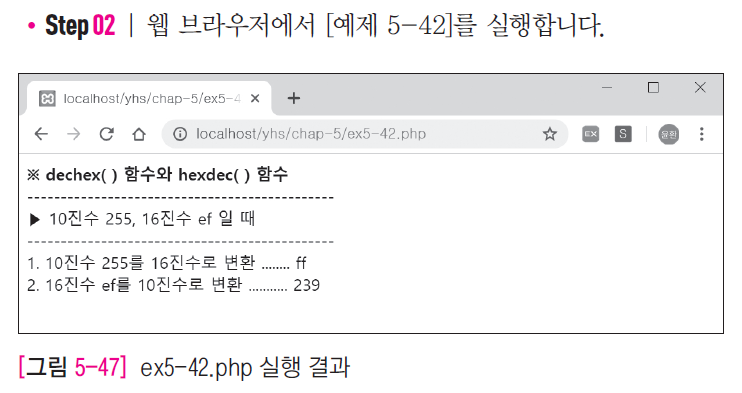 • Step 02 | 웹 브라우저에서 [예제 5-42]를 실행합니다.
localhost/yhs/chap-5/ex5-4
localhost/yhs/chap-5/ex5-42.php
EX
S
윤환
※ dechex( ) 함수와 hexdec( ) 함수
--------------------------------------------
▶ 10진수 255, 16진수 ef 일 때
--------------------------------------------
1. 10진수 255를 16진수로 변환 ........ ff
2. 16진수 ef를 10진수로 변환 ........... 239
[그림 5-47] ex5-42.php 실행 결과